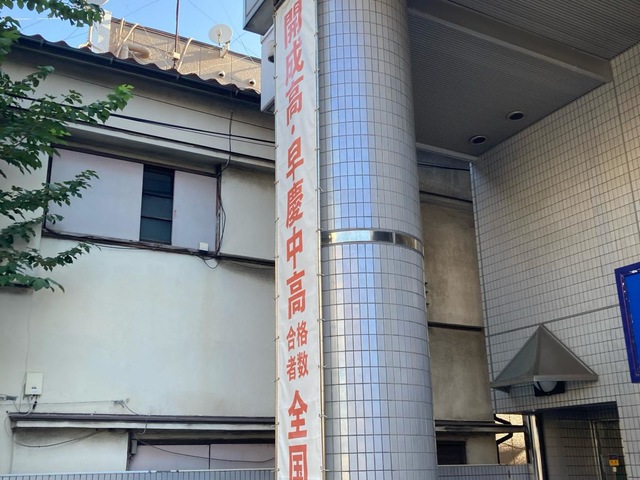 開成高・早慶中高
合格
者数
全国